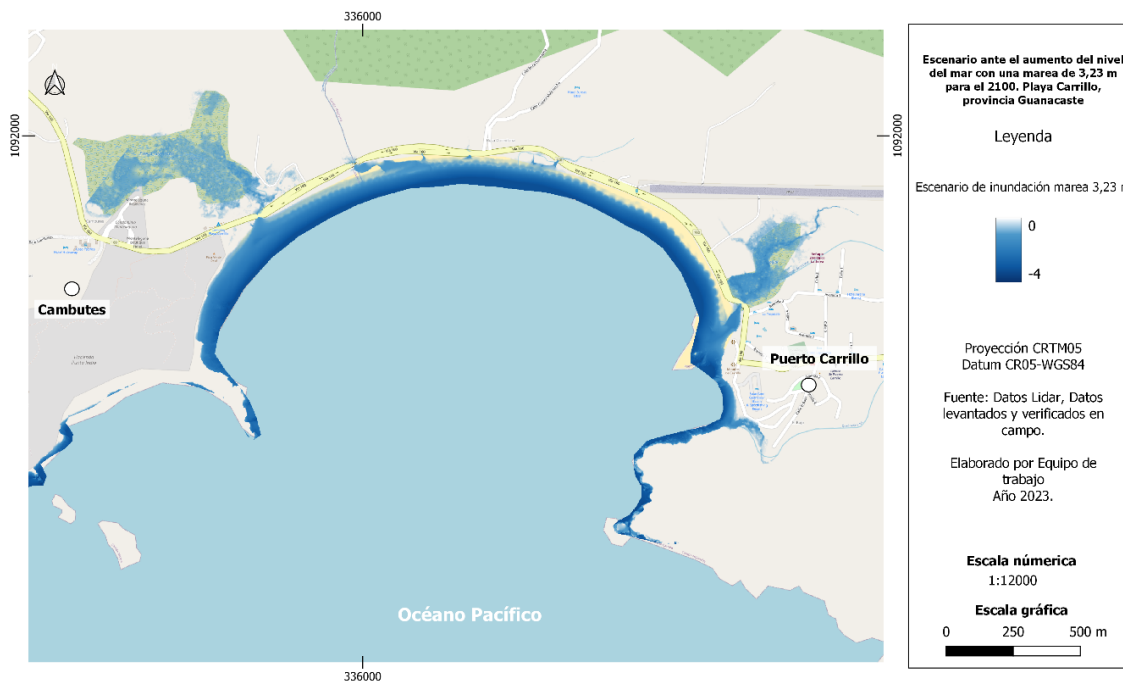 336000
1092000
1092000
Cambutes
Puerto Carrillo
Océano Pacífico
336000
Escenario ante el aumento del nivel
del mar con una marea de 3,23 m
para el 2100. Playa Carrillo,
provincia Guanacaste
Leyenda
Escenario de inundación marea 3,23 m
0
-4
Proyección CRTM05
Datum CR05-WGS84
Fuente: Datos Lidar, Datos
levantados y verificados en
campo.
Elaborado por Equipo de
trabajo
Año 2023.
Escala númerica
1:12000
Escala gráfica
0 250 500 m